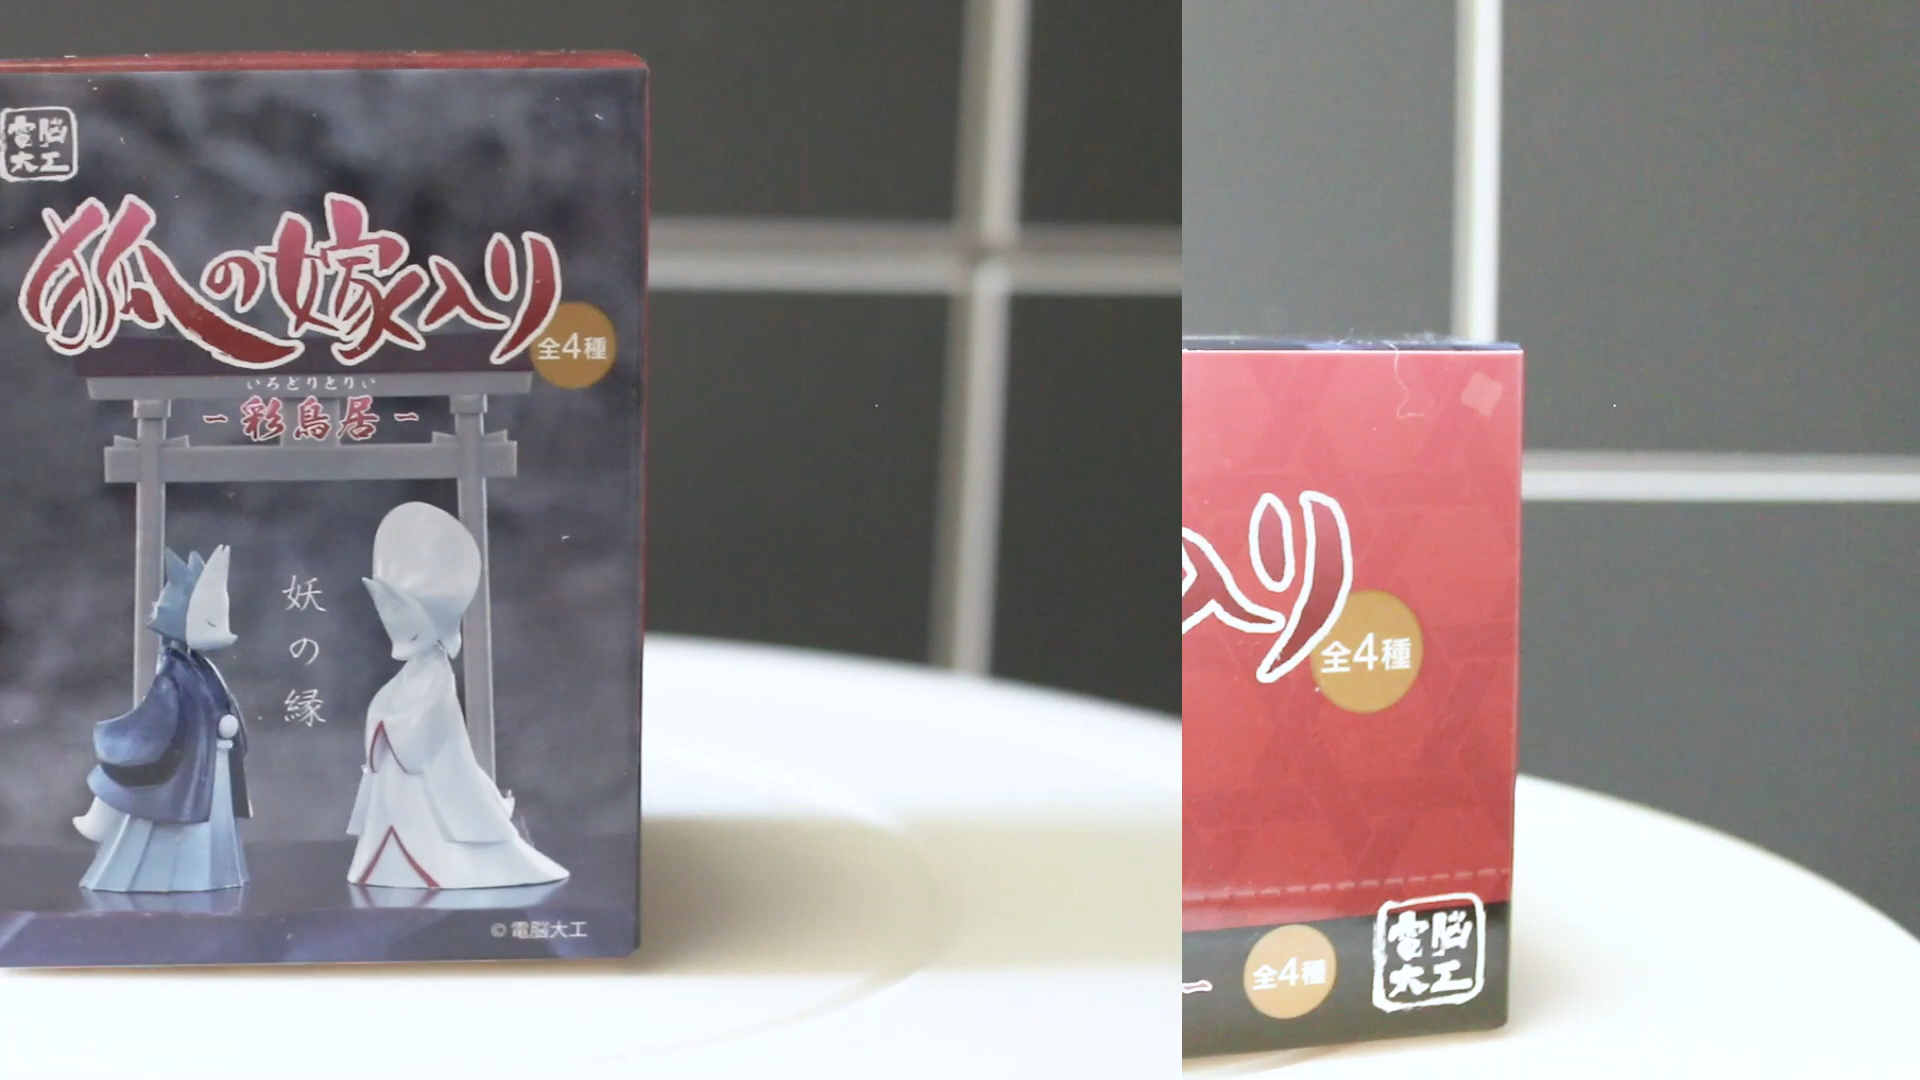 電脳
大工
狐の嫁入り
全4種
いろどりとりい
-彩鳥居-
妖
の
縁
© 電脳大工
入り
全4種
全4種
電脳
大工